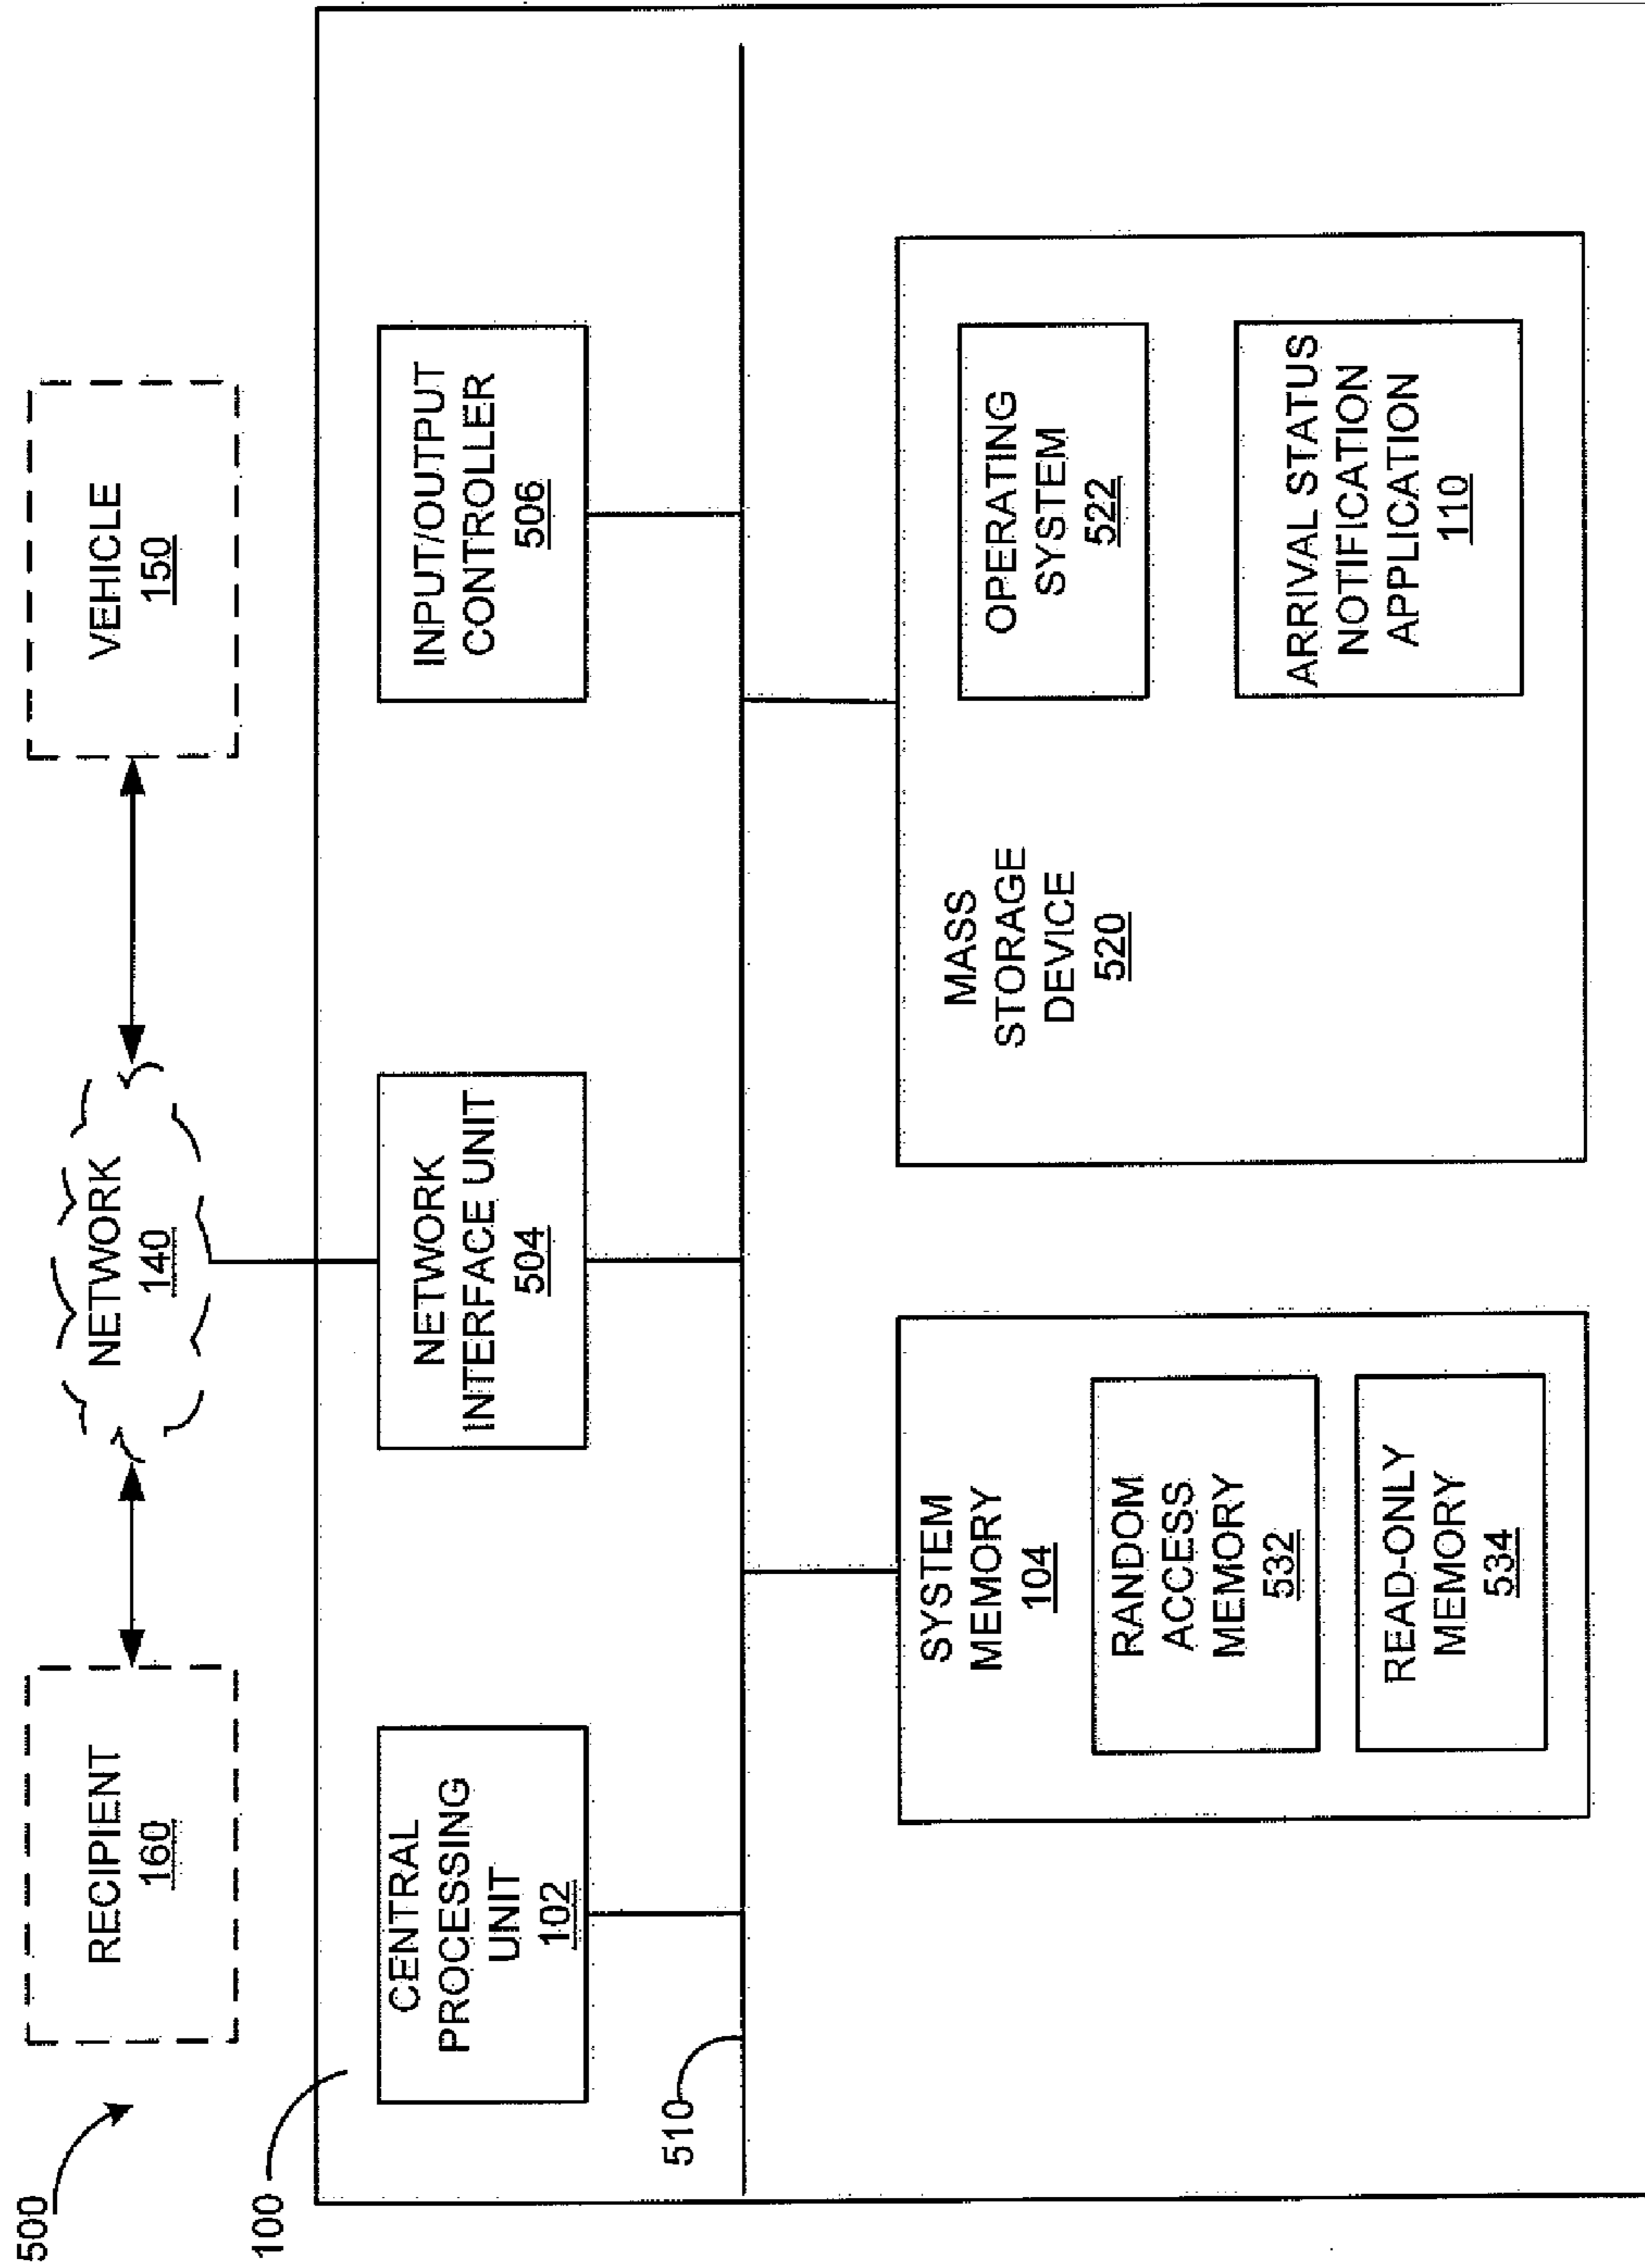 500
RECIPIENT
160
NETWORK
140
VEHICLE
150
100
CENTRAL
PROCESSING
UNIT
102
NETWORK
INTERFACE UNIT
504
INPUT/OUTPUT
CONTROLLER
506
510
SYSTEM
MEMORY
104
RANDOM
ACCESS
MEMORY
532
READ-ONLY
MEMORY
534
MASS
STORAGE
DEVICE
520
OPERATING
SYSTEM
522
ARRIVAL STATUS
NOTIFICATION
APPLICATION
110